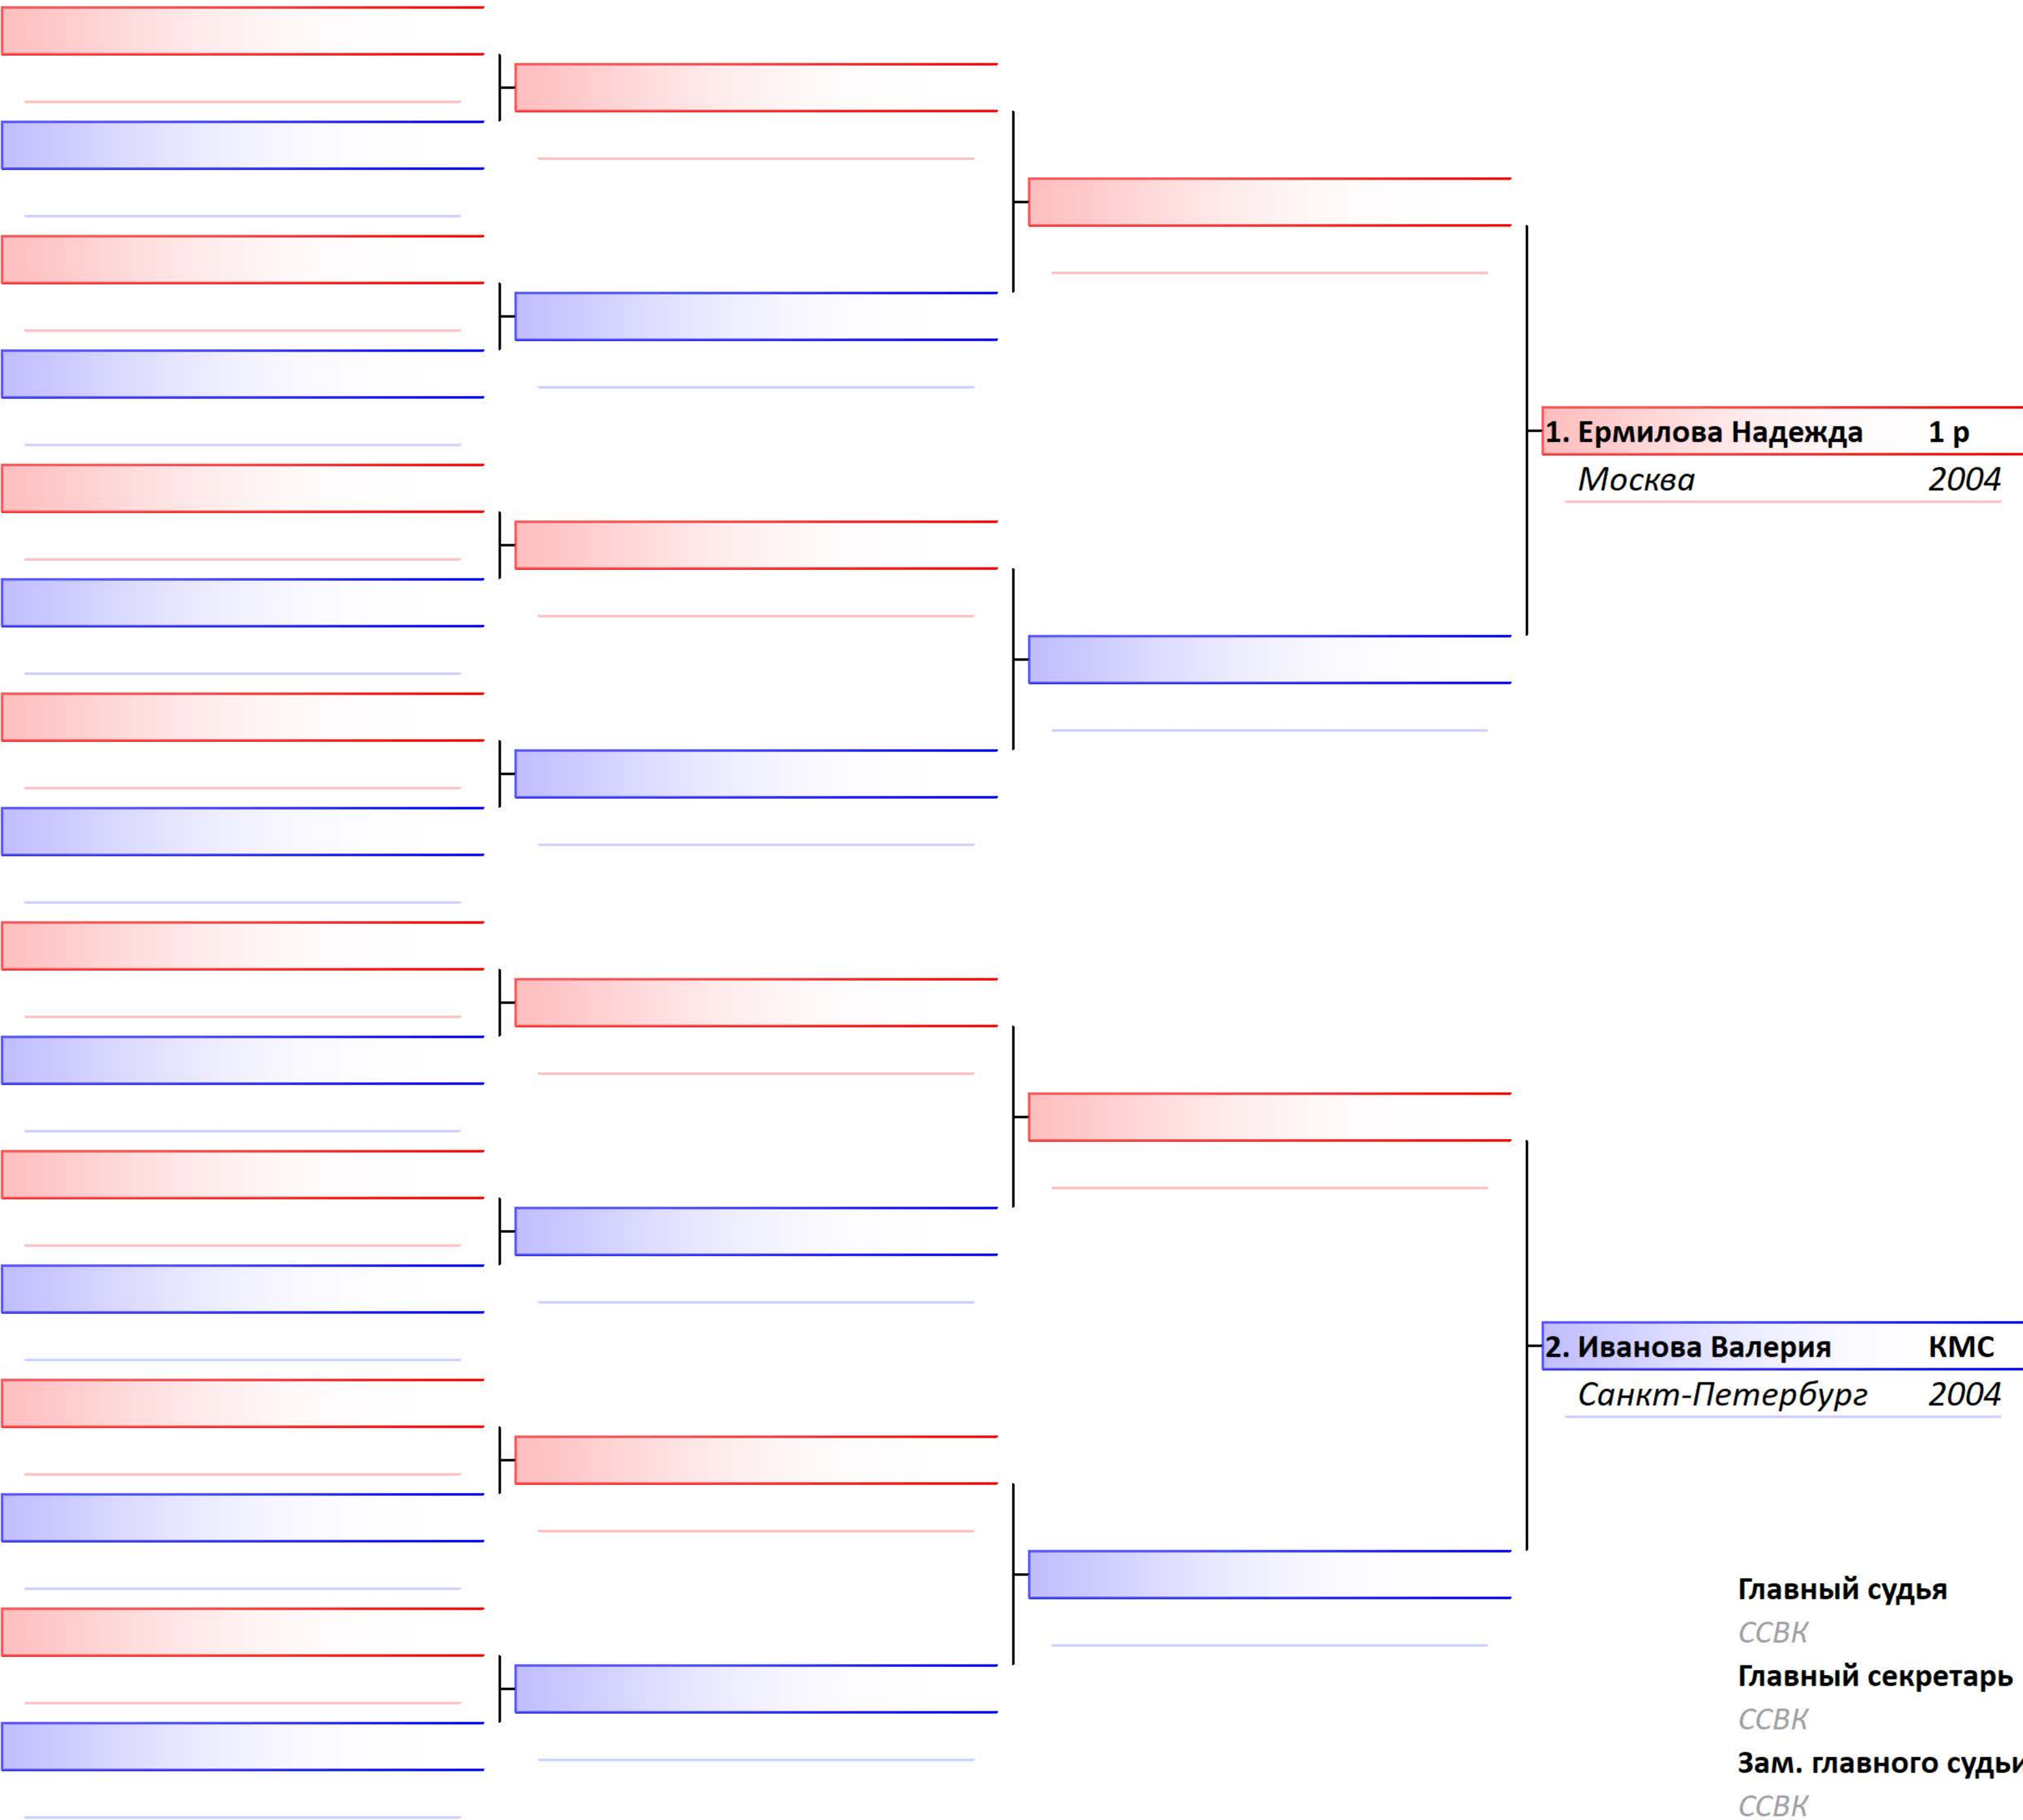 1. Ермилова Надежда 1 р
Москва 2004
2. Иванова Валерия КМС
Санкт-Петербург 2004
Главный судья
ССВК
Главный секретарь
ССВК
Зам. главного судьи
ССВК